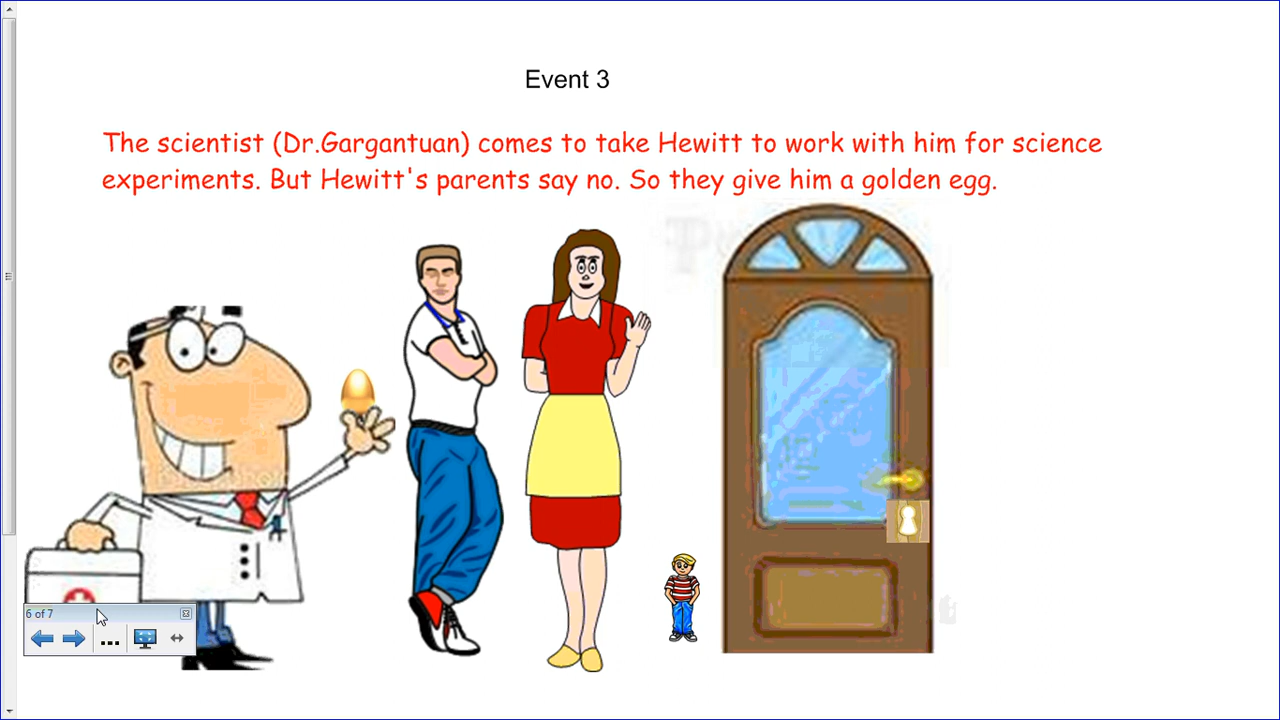 Event 3
The scientist (Dr.Gargantuan) comes to take Hewitt to work with him for science
experiments. But Hewitt's parents say no. So they give him a golden egg.
6 of 7